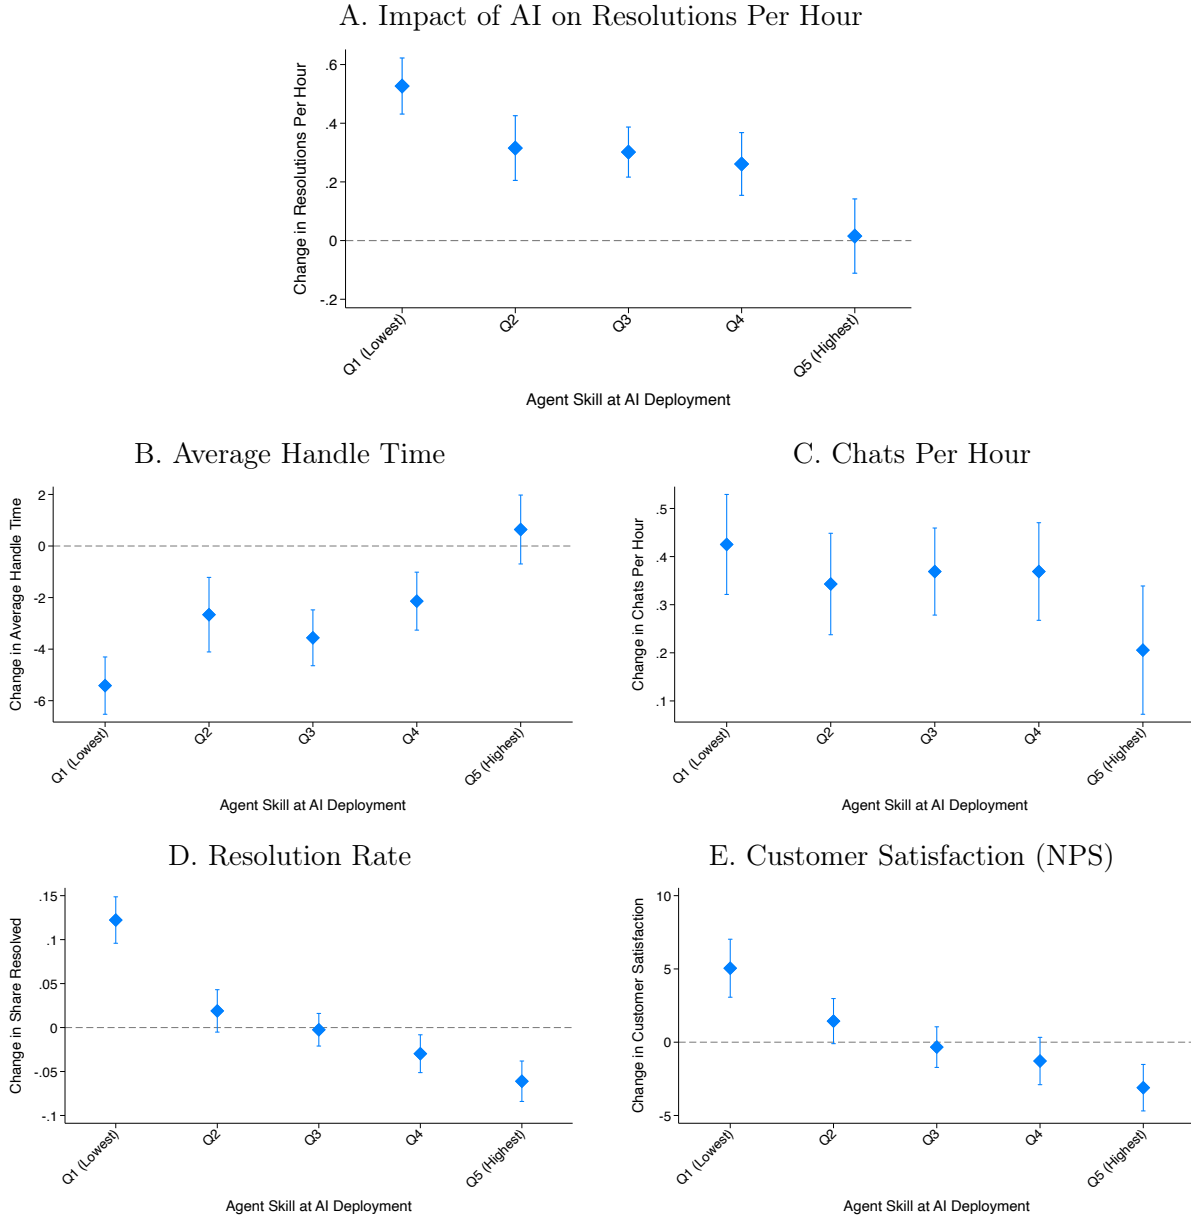 A. Impact of AI on Resolutions Per Hour
Change in Resolutions Per Hour
.6
.4
.2
0
-.2
Q1 (Lowest)
Q2
Q3
Q4
Q5 (Highest)
Agent Skill at AI Deployment
B. Average Handle Time
Change in Average Handle Time
2
0
-2
-4
-6
Q1 (Lowest)
Q2
Q3
Q4
Q5 (Highest)
Agent Skill at AI Deployment
C. Chats Per Hour
Change in Chats Per Hour
.5
.4
.3
.2
.1
Q1 (Lowest)
Q2
Q3
Q4
Q5 (Highest)
Agent Skill at AI Deployment
D. Resolution Rate
Change in Share Resolved
.15
.1
.05
0
-.05
-.1
Q1 (Lowest)
Q2
Q3
Q4
Q5 (Highest)
Agent Skill at AI Deployment
E. Customer Satisfaction (NPS)
Change in Customer Satisfaction
10
5
0
-5
Q1 (Lowest)
Q2
Q3
Q4
Q5 (Highest)
Agent Skill at AI Deployment